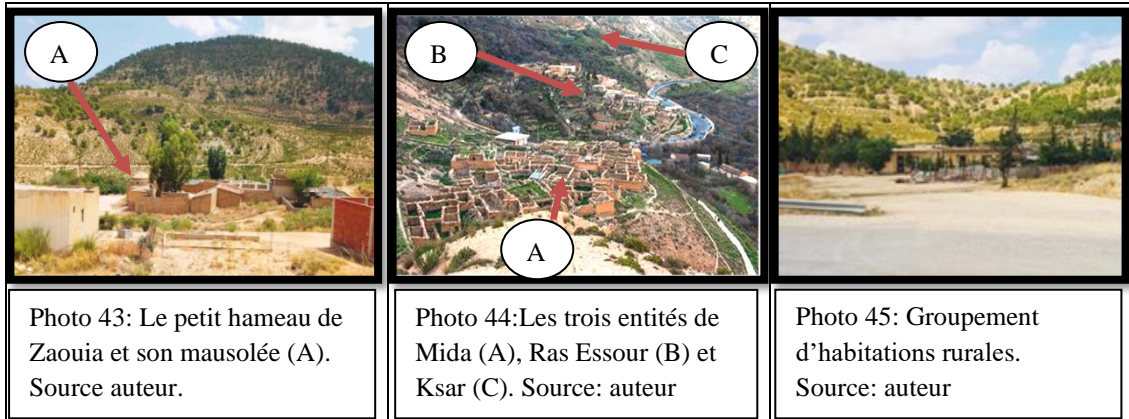 A
B
C
A
Photo 43: Le petit hameau de
Zaouia et son mausolée (A).
Source auteur.
Photo 44:Les trois entités de
Mida (A), Ras Essour (B) et
Ksar (C). Source: auteur
Photo 45: Groupement
d’habitations rurales.
Source: auteur